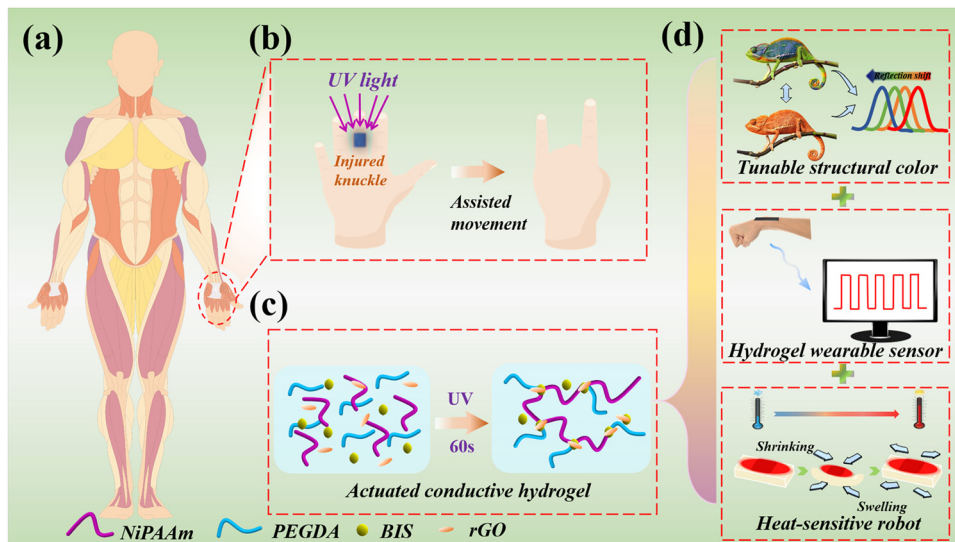 (a)
(b)
UV light
Injured
knuckle
Assisted
movement
(c)
UV
60s
Actuated conductive hydrogel
NiPAAm
PEGDA
BIS
rGO
(d)
Reflection shift
Tunable structural color
Hydrogel wearable sensor
Shrinking
Swelling
Heat-sensitive robot